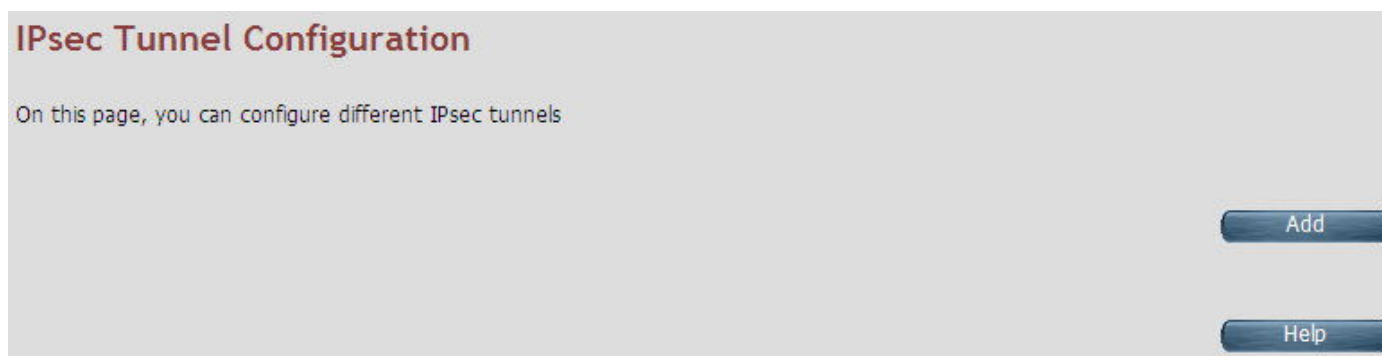 IPsec Tunnel Configuration
On this page, you can configure different IPsec tunnels
Add
Help